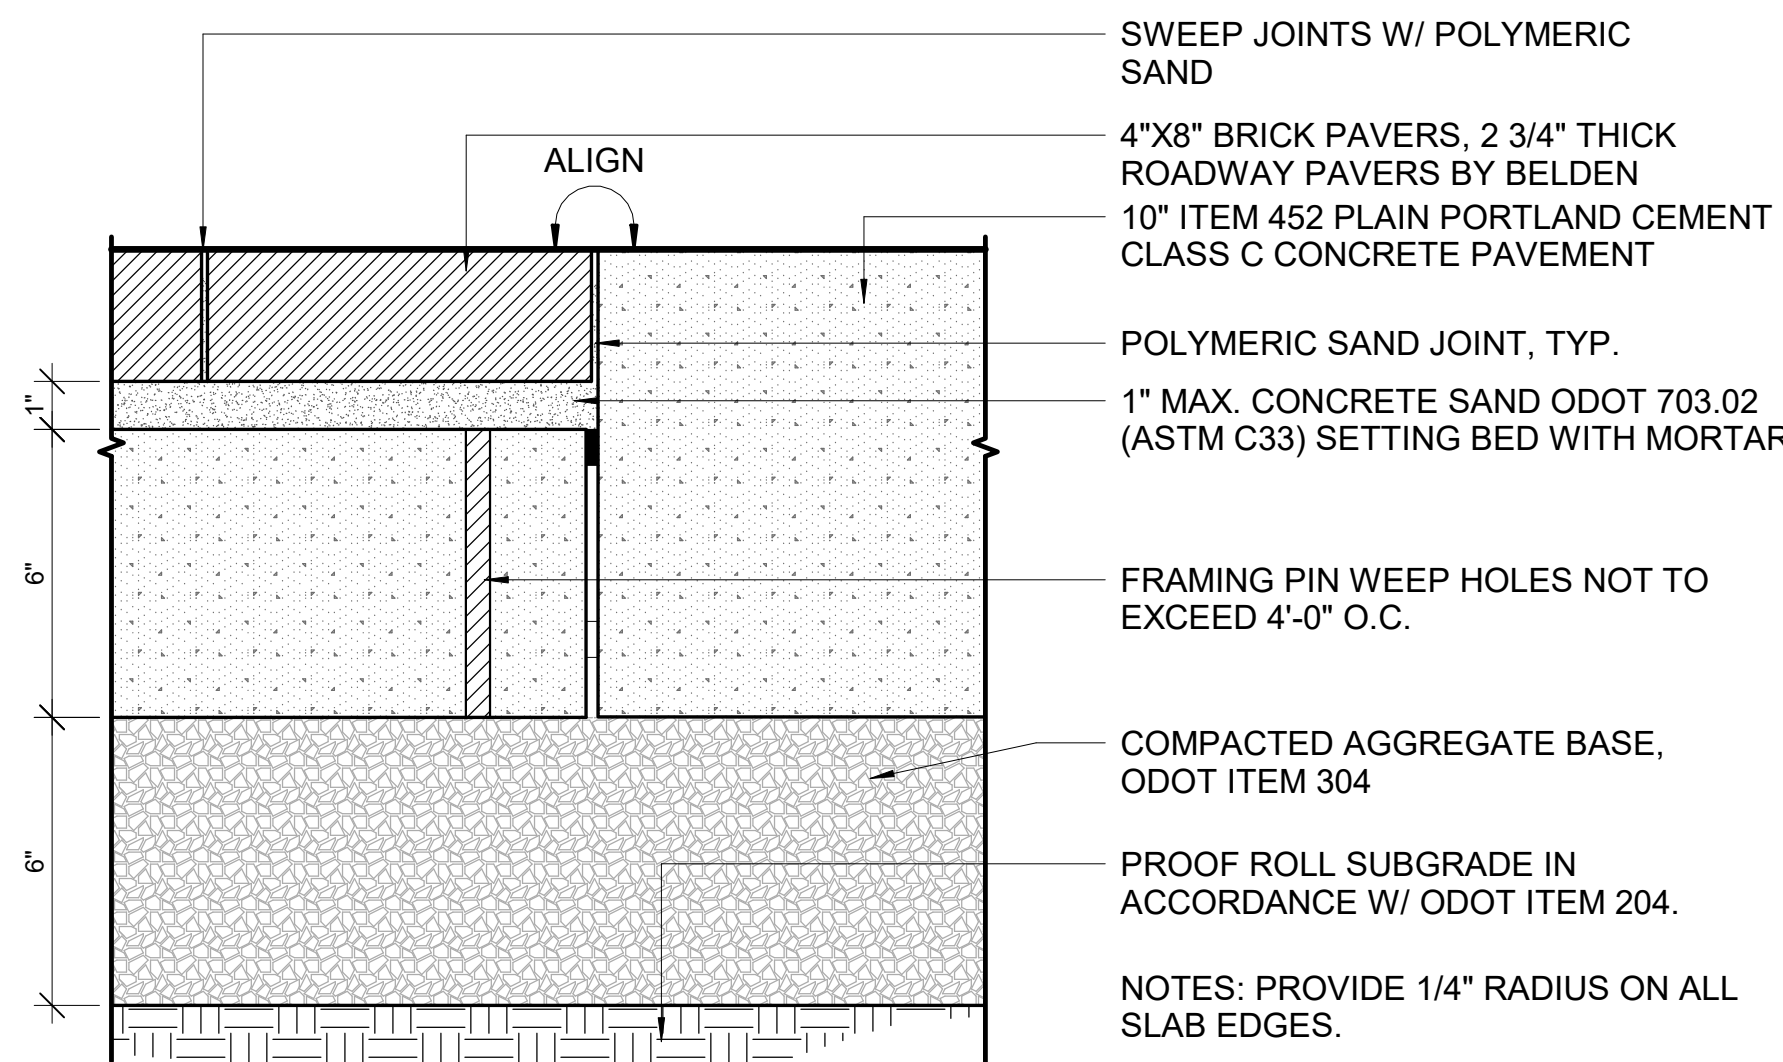 SWEEP JOINTS W/ POLYMERIC
SAND
4"X8" BRICK PAVERS, 2 3/4" THICK
ROADWAY PAVERS BY BELDEN
ALIGN
10" ITEM 452 PLAIN PORTLAND CEMENT
CLASS C CONCRETE PAVEMENT
POLYMERIC SAND JOINT, TYP.
1"
1" MAX. CONCRETE SAND ODOT 703.02
(ASTM C33) SETTING BED WITH MORTAR
6"
FRAMING PIN WEEP HOLES NOT TO
EXCEED 4'-0" O.C.
COMPACTED AGGREGATE BASE,
ODOT ITEM 304
6"
PROOF ROLL SUBGRADE IN
ACCORDANCE W/ ODOT ITEM 204.
NOTES: PROVIDE 1/4" RADIUS ON ALL
SLAB EDGES.